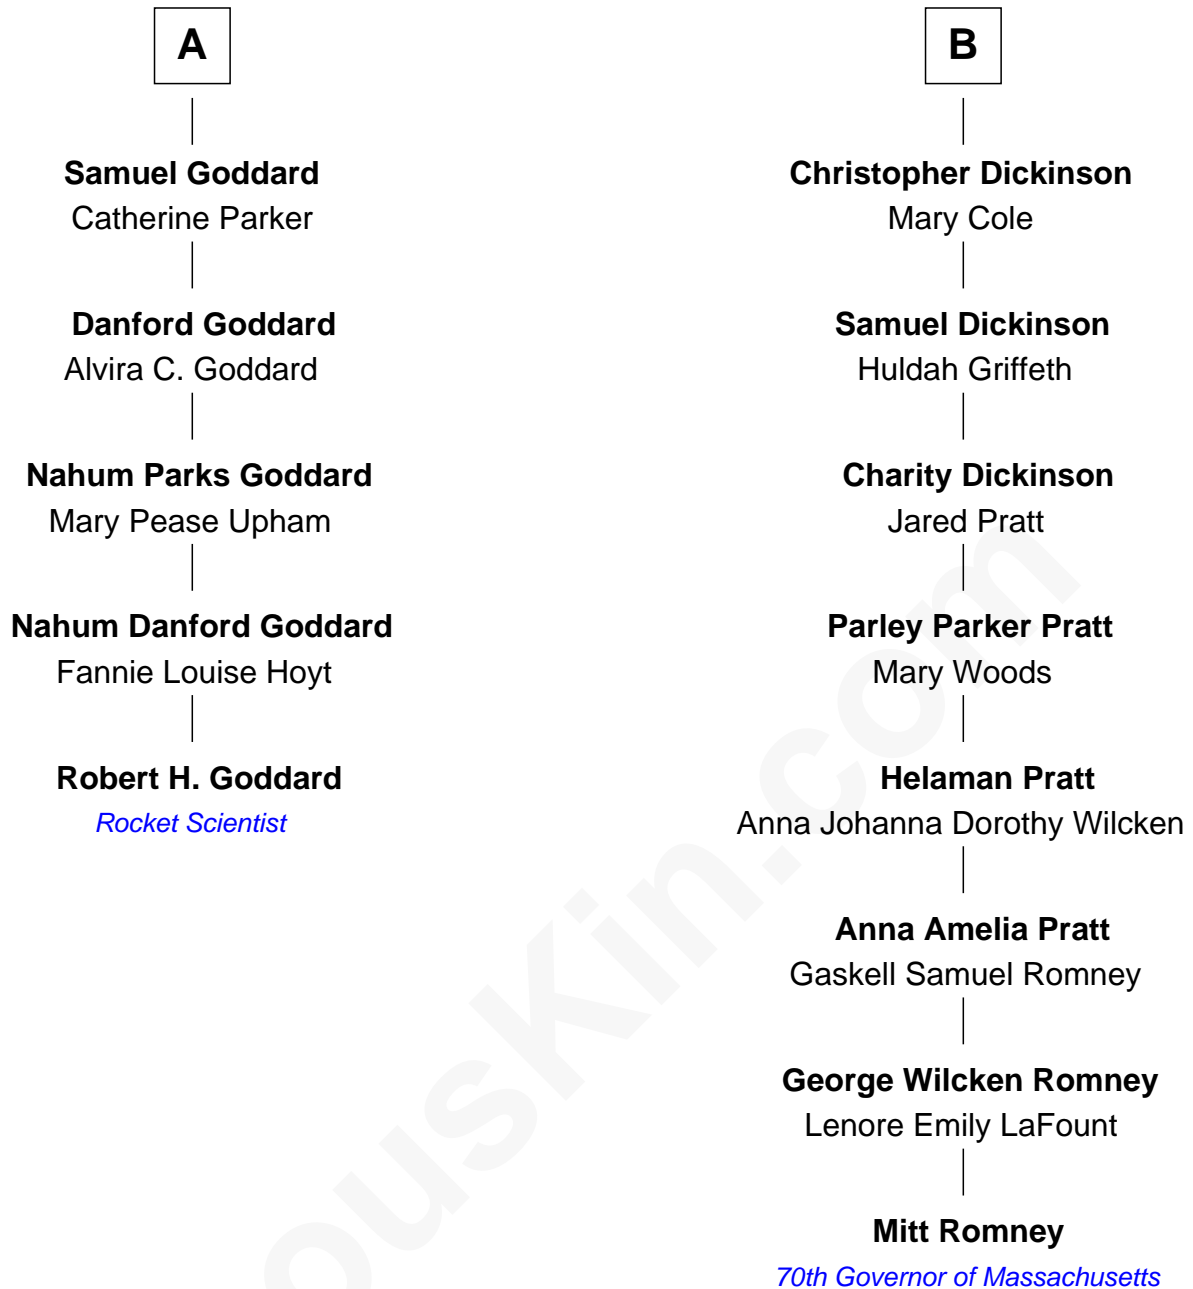 A
Samuel Goddard
Catherine Parker
Danford Goddard
Alvira C. Goddard
Nahum Parks Goddard
Mary Pease Upham
Nahum Danford Goddard
Fannie Louise Hoyt
Robert H. Goddard
Rocket Scientist
B
Christopher Dickinson
Mary Cole
Samuel Dickinson
Huldah Griffeth
Charity Dickinson
Jared Pratt
Parley Parker Pratt
Mary Woods
Helaman Pratt
Anna Johanna Dorothy Wilcken
Anna Amelia Pratt
Gaskell Samuel Romney
George Wilcken Romney
Lenore Emily LaFount
Mitt Romney
70th Governor of Massachusetts
ousKin.com